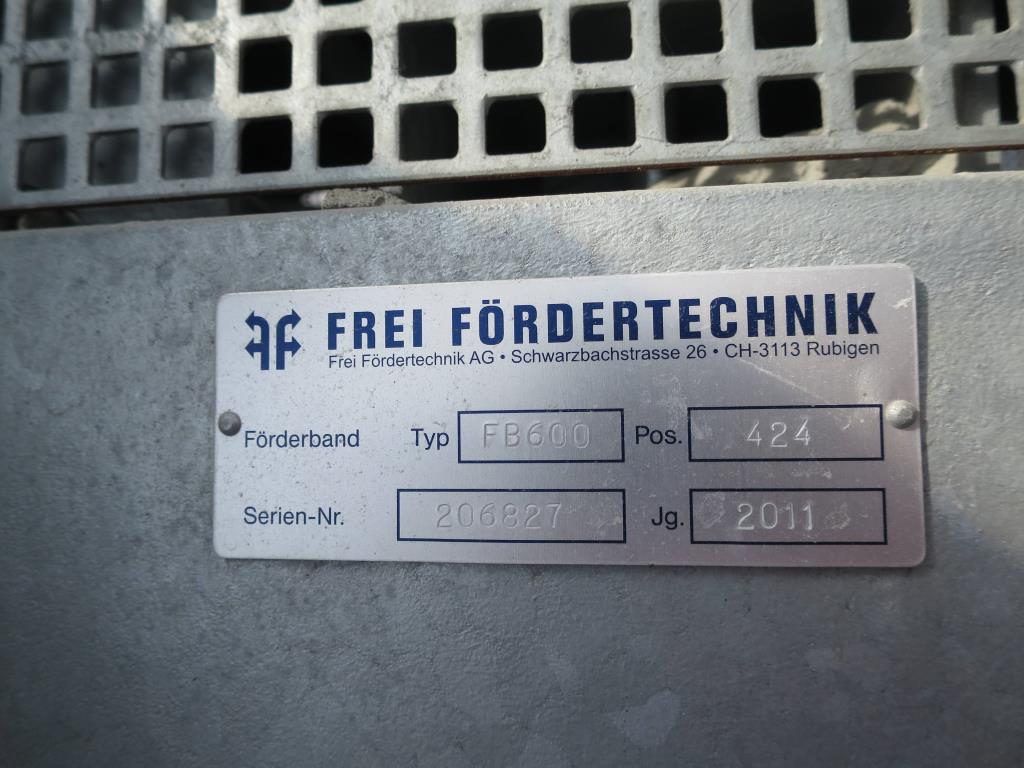 FREI FÖRDERTECHNIK
Frei Fördertechnik AG • Schwarzbachstrasse 26 • CH-3113 Rubigen
Förderband Typ FB600 Pos. 424
Serien-Nr. 206827 Jg. 2011